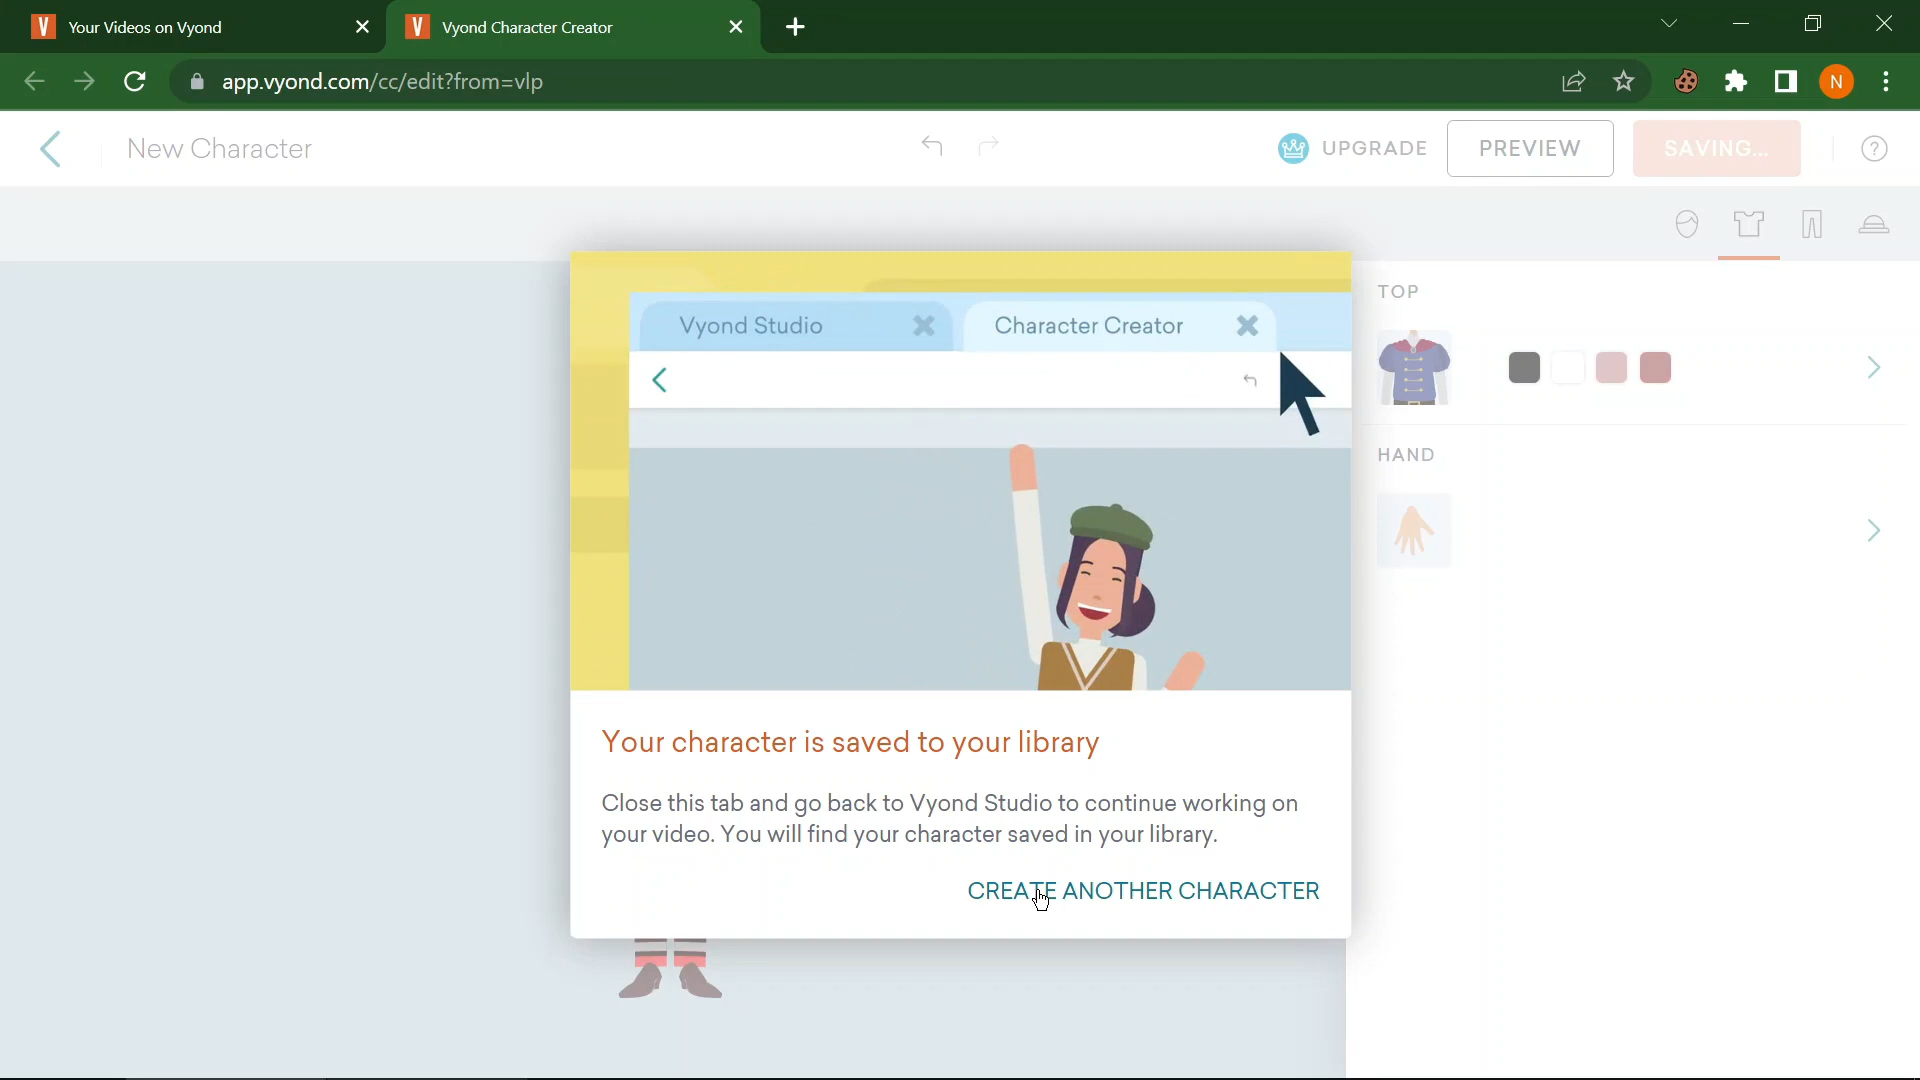 Your Videos on Vyond
Vyond Character Creator
app.vyond.com/cc/edit?from=vlp
N
New Character
UPGRADE
PREVIEW
SAVING...
?
Vyond Studio
Character Creator
TOP
HAND
Your character is saved to your library
Close this tab and go back to Vyond Studio to continue working on
your video. You will find your character saved in your library.
CREATE ANOTHER CHARACTER